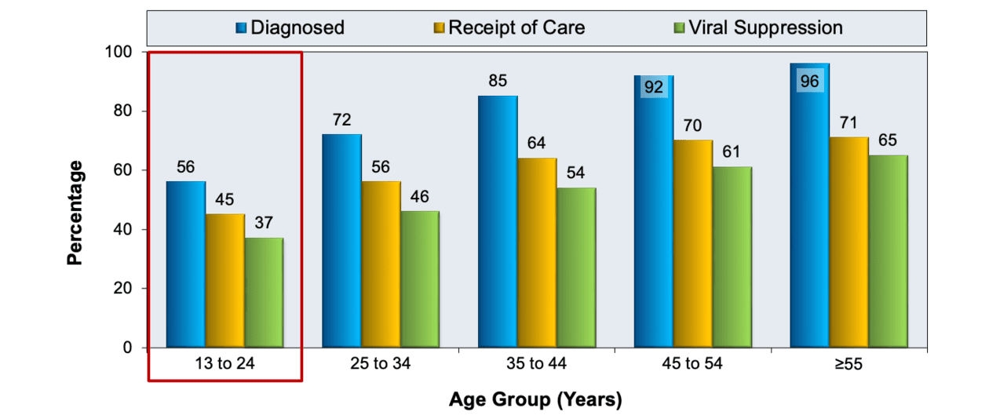 Diagnosed Receipt of Care Viral Suppression
100
80
60
40
20
0
Percentage
56 45 37
72 56 46
85 64 54
92 70 61
96 71 65
13 to 24 25 to 34 35 to 44 45 to 54 ≥55
Age Group (Years)